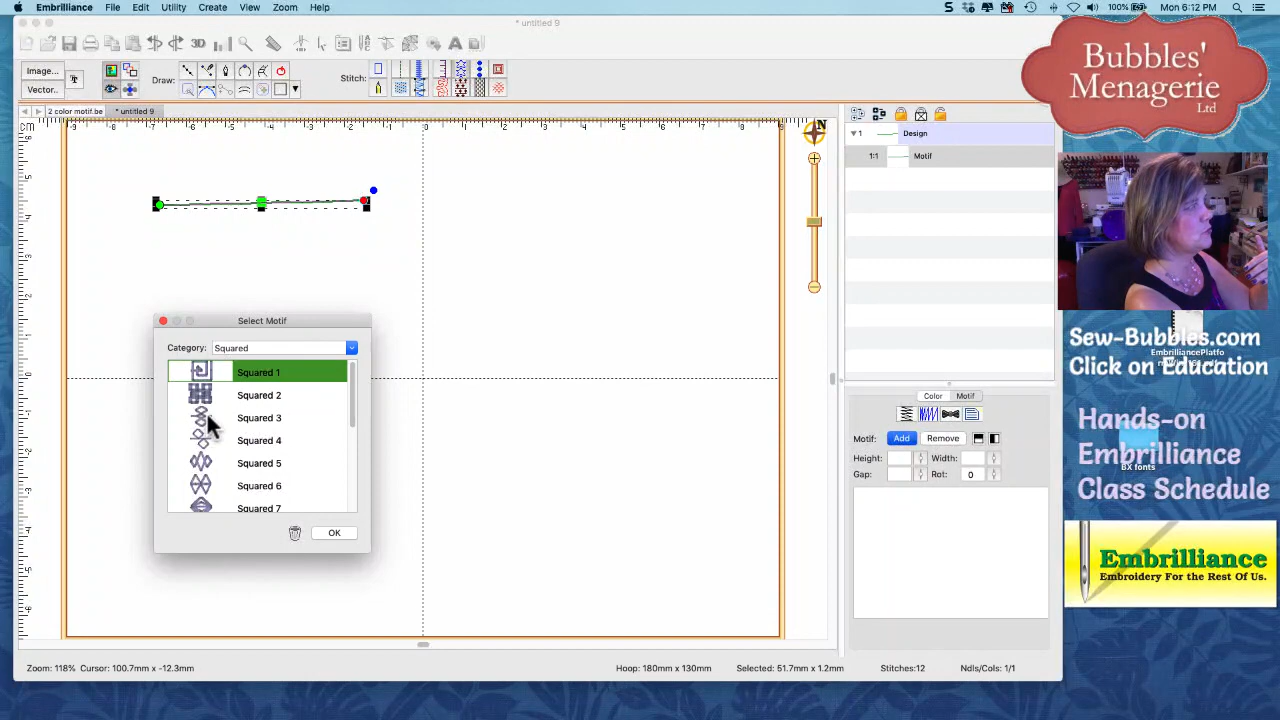 Embrilliance File Edit Utility Create View Zoom Help 100% Mon 6:12 PM
* untitled 9
Image...
Vector..
Draw:
Stitch:
2 color motif.be * untitled 9
1 Design
1:1 Motif
N
Select Motif
Category: Squared
Squared 1
Squared 2
Squared 3
Squared 4
Squared 5
Squared 6
Squared 7
OK
Color Motif
Motif: Add Remove
Height: Width:
Gap: Rot: 0
Zoom: 118% Cursor: 100.7mm x -12.3mm Hoop: 180mm x 130mm Selected: 51.7mm x 1.2mm Stitches:12 Ndls/Cols: 1/1
Bubbles'
Menagerie
Ltd
Sew-Bubbles.com
EmbrilliancePlatfo
Click on Education
Hands-on
Embrilliance
BX fonts
Class Schedule
Embrilliance
Embroidery For the Rest Of Us.